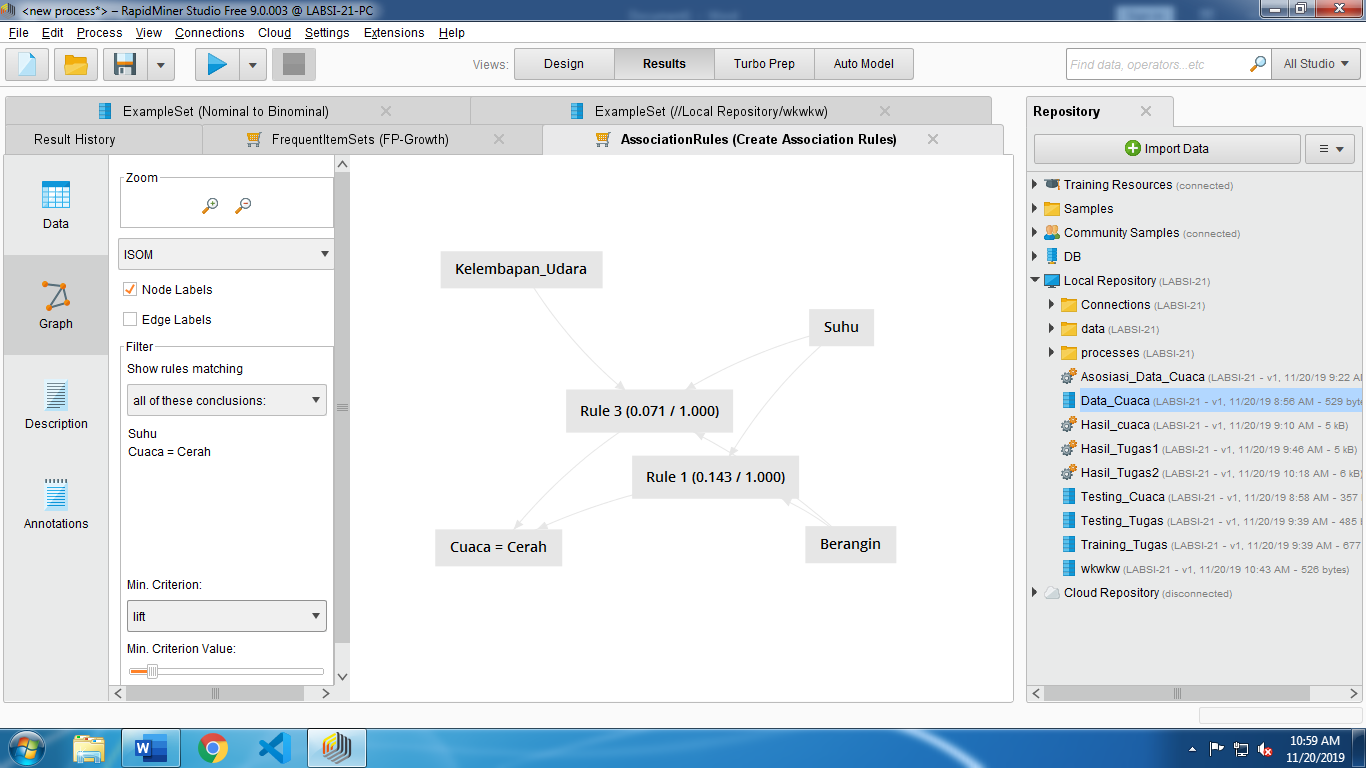 <new process*> – RapidMiner Studio Free 9.0.003 @ LABSI-21-PC
File Edit Process View Connections Cloud Settings Extensions Help
Views: Design Results Turbo Prep Auto Model
Find data, operators...etc
All Studio
ExampleSet (Nominal to Binominal)
ExampleSet (//Local Repository/wkwkw)
Result History
FrequentItemSets (FP-Growth)
AssociationRules (Create Association Rules)
Data
Graph
Description
Annotations
Zoom
ISOM
Node Labels
Edge Labels
Filter
Show rules matching
all of these conclusions:
Suhu
Cuaca = Cerah
Min. Criterion:
lift
Min. Criterion Value:
Kelembapan_Udara
Suhu
Rule 3 (0.071 / 1.000)
Rule 1 (0.143 / 1.000)
Cuaca = Cerah
Berangin
Repository
Import Data
Training Resources (connected)
Samples
Community Samples (connected)
DB
Local Repository (LABSI-21)
Connections (LABSI-21)
data (LABSI-21)
processes (LABSI-21)
Asosiasi_Data_Cuaca (LABSI-21 - v1, 11/20/19 9:22 A
Data_Cuaca (LABSI-21 - v1, 11/20/19 8:56 AM - 529 byt
Hasil_cuaca (LABSI-21 - v1, 11/20/19 9:10 AM - 5 kB)
Hasil_Tugas1 (LABSI-21 - v1, 11/20/19 9:46 AM - 5 kB)
Hasil_Tugas2 (LABSI-21 - v1, 11/20/19 10:18 AM - 6 kB)
Testing_Cuaca (LABSI-21 - v1, 11/20/19 8:58 AM - 357
Testing_Tugas (LABSI-21 - v1, 11/20/19 9:39 AM - 485 b
Training_Tugas (LABSI-21 - v1, 11/20/19 9:39 AM - 677
wkwkw (LABSI-21 - v1, 11/20/19 10:43 AM - 526 bytes)
Cloud Repository (disconnected)
10:59 AM
11/20/2019